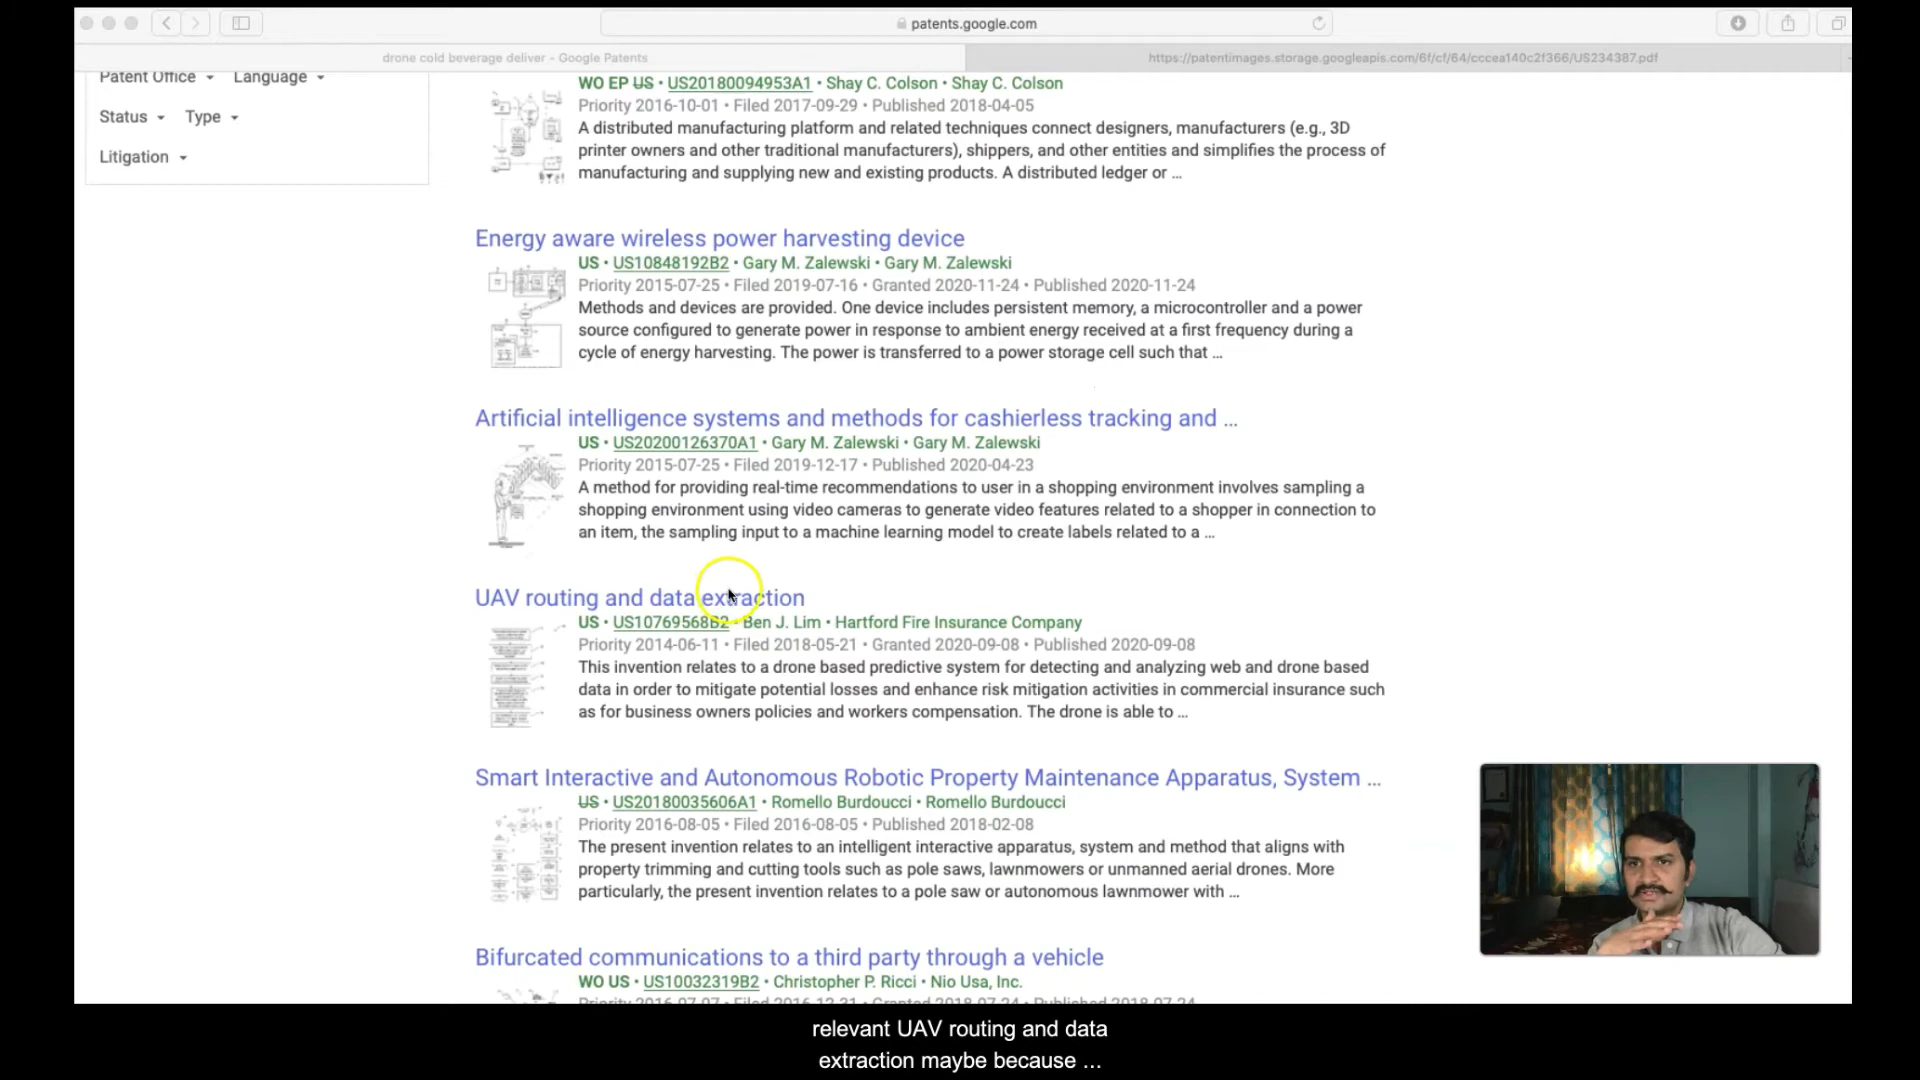 patents.google.com
drone cold beverage deliver - Google Patents
https://patentimages.storage.googleapis.com/6f/cf/64/cccea140c2f366/US234387.pdf
Patent Office Language
Status Type
Litigation
WO EP US • US20180094953A1 • Shay C. Colson • Shay C. Colson
Priority 2016-10-01 • Filed 2017-09-29 • Published 2018-04-05
A distributed manufacturing platform and related techniques connect designers, manufacturers (e.g., 3D
printer owners and other traditional manufacturers), shippers, and other entities and simplifies the process of
manufacturing and supplying new and existing products. A distributed ledger or ...
Energy aware wireless power harvesting device
US • US10848192B2 • Gary M. Zalewski • Gary M. Zalewski
Priority 2015-07-25 • Filed 2019-07-16 • Granted 2020-11-24 • Published 2020-11-24
Methods and devices are provided. One device includes persistent memory, a microcontroller and a power
source configured to generate power in response to ambient energy received at a first frequency during a
cycle of energy harvesting. The power is transferred to a power storage cell such that ...
Artificial intelligence systems and methods for cashierless tracking and ...
US • US20200126370A1 • Gary M. Zalewski • Gary M. Zalewski
Priority 2015-07-25 • Filed 2019-12-17 • Published 2020-04-23
A method for providing real-time recommendations to user in a shopping environment involves sampling a
shopping environment using video cameras to generate video features related to a shopper in connection to
an item, the sampling input to a machine learning model to create labels related to a ...
UAV routing and data extraction
US • US10769568B2 • Ben J. Lim • Hartford Fire Insurance Company
Priority 2014-06-11 • Filed 2018-05-21 • Granted 2020-09-08 • Published 2020-09-08
This invention relates to a drone based predictive system for detecting and analyzing web and drone based
data in order to mitigate potential losses and enhance risk mitigation activities in commercial insurance such
as for business owners policies and workers compensation. The drone is able to ...
Smart Interactive and Autonomous Robotic Property Maintenance Apparatus, System ...
US • US20180035606A1 • Romello Burdoucci • Romello Burdoucci
Priority 2016-08-05 • Filed 2016-08-05 • Published 2018-02-08
The present invention relates to an intelligent interactive apparatus, system and method that aligns with
property trimming and cutting tools such as pole saws, lawnmowers or unmanned aerial drones. More
particularly, the present invention relates to a pole saw or autonomous lawnmower with ...
Bifurcated communications to a third party through a vehicle
WO US • US10032319B2 • Christopher P. Ricci • Nio Usa, Inc.
Priority 2016-07-07 • Filed 2016-12-31 • Granted 2018-07-24 • Published 2018-07-24
relevant UAV routing and data
extraction maybe because ...